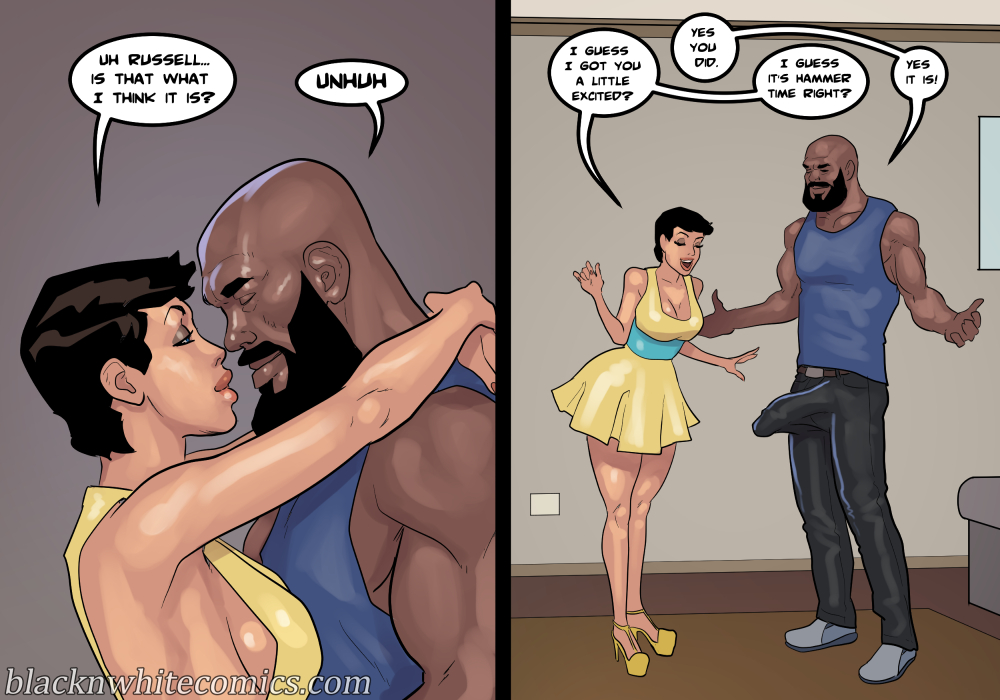 UH RUSSELL...
IS THAT WHAT
I THINK IT IS?
UNHUH
I GUESS
I GOT YOU
A LITTLE
EXCITED?
YES
YOU
DID.
I GUESS
IT'S HAMMER
TIME RIGHT?
YES
IT IS!
blacknwhitecomics.com